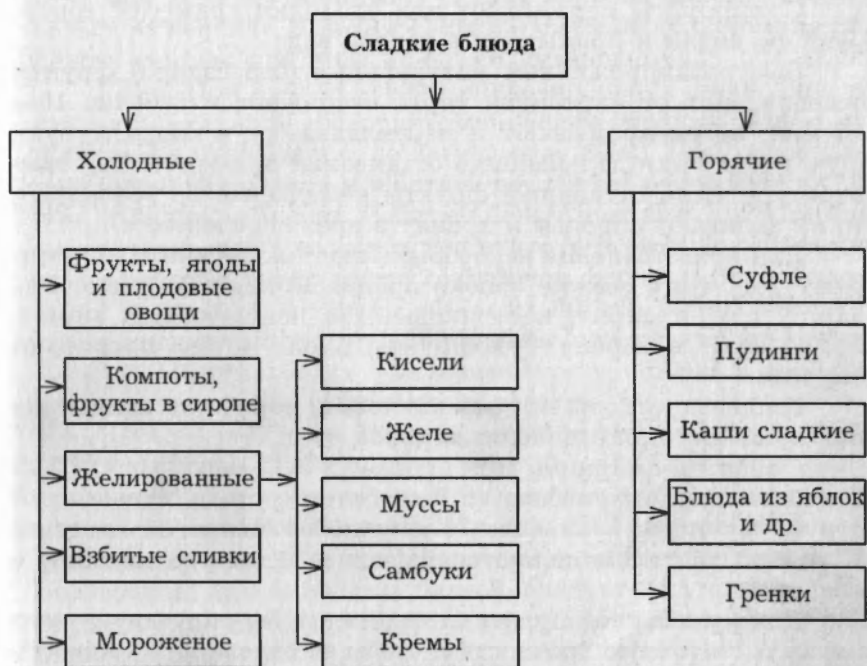 Сладкие блюда
Холодные
Фрукты, ягоды
и плодовые
овощи
Компоты,
фрукты в сиропе
Желированные
Взбитые сливки
Мороженое
Кисели
Желе
Муссы
Самбуки
Кремы
Горячие
Суфле
Пудинги
Каши сладкие
Блюда из яблок
и др.
Гренки